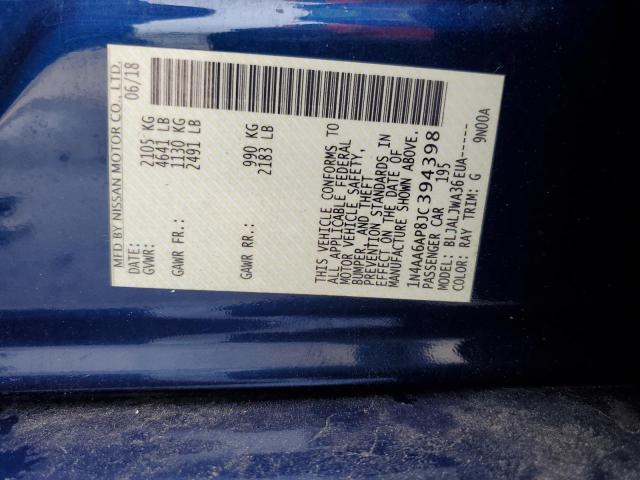 MFD BY NISSAN MOTOR CO., LTD.
DATE: 06/18
GVWR: 2105 KG
4641 LB
GAWR FR.: 1130 KG
2491 LB
GAWR RR.: 990 KG
2183 LB
THIS VEHICLE CONFORMS TO
ALL APPLICABLE FEDERAL
MOTOR VEHICLE SAFETY,
BUMPER, AND THEFT
PREVENTION STANDARDS IN
EFFECT ON THE DATE OF
MANUFACTURE SHOWN ABOVE.
1N4AA6AP8JC394398
PASSENGER CAR 195
MODEL: BLJALJWA36EUA-----
COLOR: RAY TRIM: G 9N00A